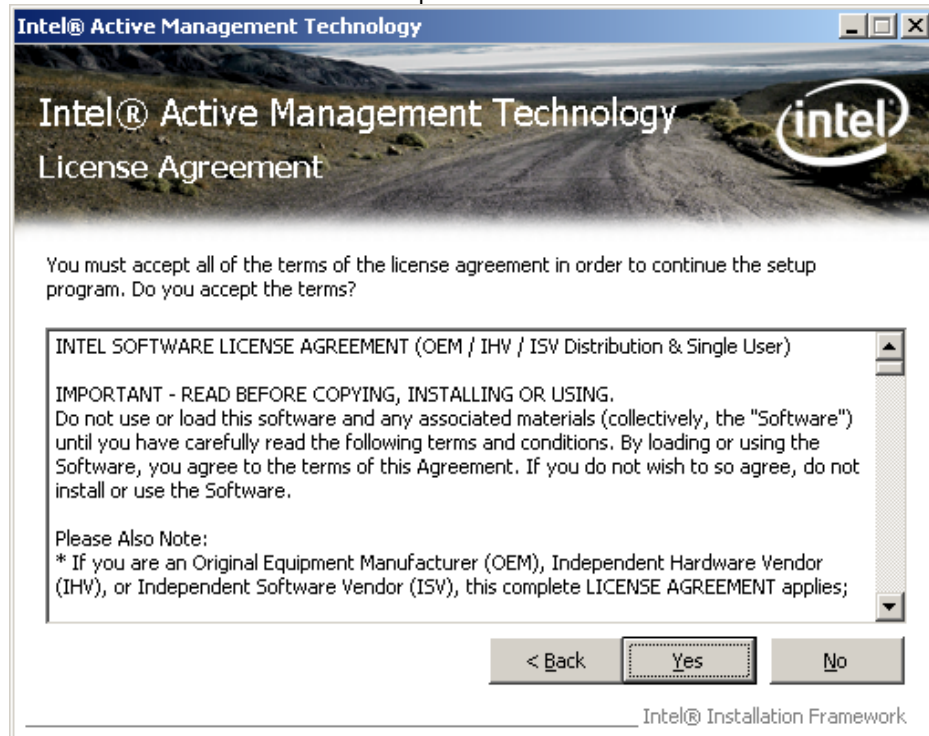 Intel® Active Management Technology
Intel® Active Management Technology
intel
License Agreement
You must accept all of the terms of the license agreement in order to continue the setup
program. Do you accept the terms?
INTEL SOFTWARE LICENSE AGREEMENT (OEM / IHV / ISV Distribution & Single User)
IMPORTANT - READ BEFORE COPYING, INSTALLING OR USING.
Do not use or load this software and any associated materials (collectively, the "Software")
until you have carefully read the following terms and conditions. By loading or using the
Software, you agree to the terms of this Agreement. If you do not wish to so agree, do not
install or use the Software.
Please Also Note:
* If you are an Original Equipment Manufacturer (OEM), Independent Hardware Vendor
(IHV), or Independent Software Vendor (ISV), this complete LICENSE AGREEMENT applies;
< Back Yes No
Intel® Installation Framework